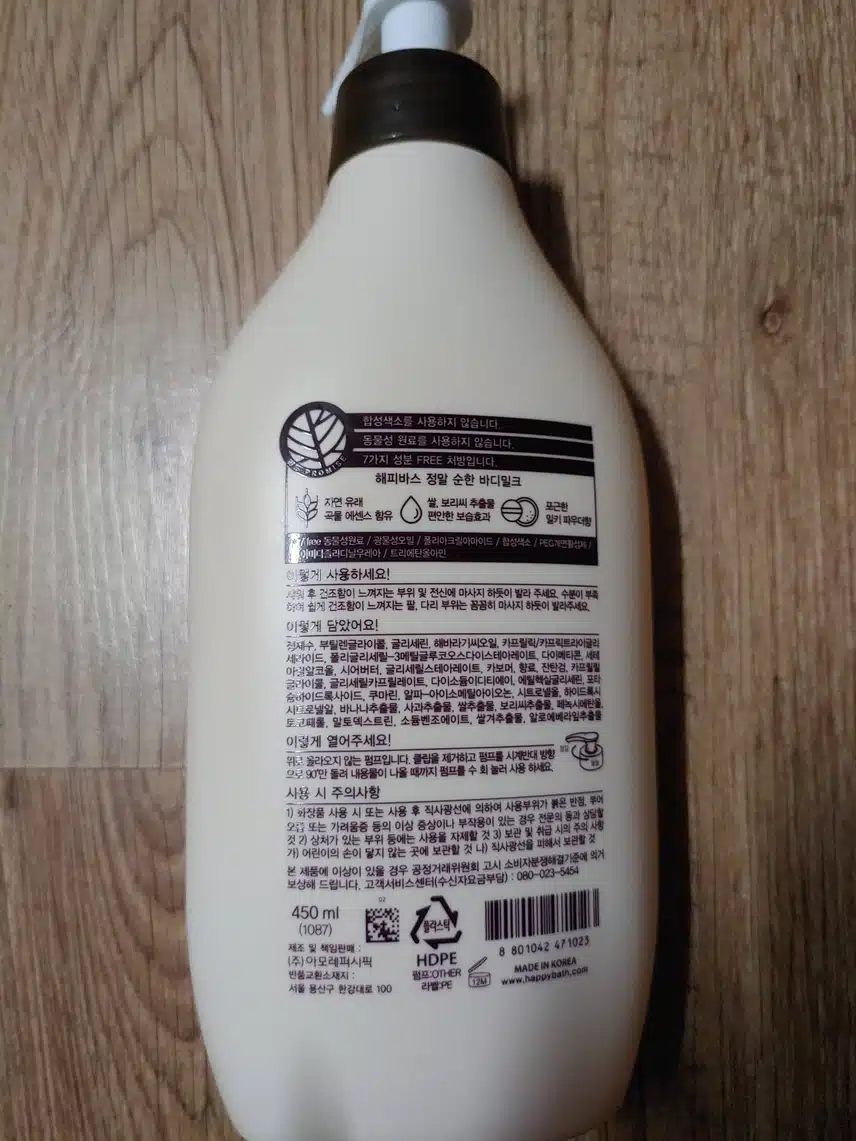 합성색소를 사용하지 않습니다.
동물성 원료를 사용하지 않습니다.
7가지 성분 FREE 처방입니다.
PROMISE
해피바스 정말 순한 바디밀크
자연 유래
곡물 에센스 함유
쌀, 보리씨 추출물
편안한 보습효과
포근한
밀키 파우더향
free 동물성원료 / 광물성오일 / 폴리아크릴아마이드 / 합성색소 / PEG계면활성제 /
이미다졸리디닐우레아 / 트리에탄올아민
이렇게 사용하세요!
샤워 후 건조함이 느껴지는 부위 및 전신에 마사지 하듯이 발라 주세요. 수분이 부족
하여 쉽게 건조함이 느껴지는 팔, 다리 부위는 꼼꼼히 마사지 하듯이 발라주세요.
이렇게 담았어요!
정제수, 부틸렌글라이콜, 글리세린, 해바라기씨오일, 카프릴릭/카프릭트라이글리
세라이드, 폴리글리세릴-3메틸글루코오스다이스테아레이트, 다이메티콘, 세테
아릴알코올, 시어버터, 글리세릴스테아레이트, 카보머, 향료, 잔탄검, 카프릴릴
글라이콜, 글리세릴카프릴레이트, 다이소듐이디티에이, 에틸헥실글리세린, 포타
슘하이드록사이드, 쿠마린, 알파-아이소메틸아이오논, 시트로넬올, 하이드록시
시트로넬알, 바나나추출물, 사과추출물, 쌀추출물, 보리씨추출물, 페녹시에탄올,
토코페롤, 말토덱스트린, 소듐벤조에이트, 쌀겨추출물, 알로에베라잎추출물
이렇게 열어주세요!
위로 올라오지 않는 펌프입니다. 클립을 제거하고 펌프를 시계반대 방향
으로 90°만 돌려 내용물이 나올 때까지 펌프를 수 회 눌러 사용 하세요.
사용 시 주의사항
1) 화장품 사용 시 또는 사용 후 직사광선에 의하여 사용부위가 붉은 반점, 부어
오름 또는 가려움증 등의 이상 증상이나 부작용이 있는 경우 전문의 등과 상담할
것 2) 상처가 있는 부위 등에는 사용을 자제할 것 3) 보관 및 취급 시의 주의 사항
가) 어린이의 손이 닿지 않는 곳에 보관할 것 나) 직사광선을 피해서 보관할 것
본 제품에 이상이 있을 경우 공정거래위원회 고시 소비자분쟁해결기준에 의거
보상해 드립니다. 고객서비스센터(수신자요금부담) : 080-023-5454
450 ml
(1087)
제조 및 책임판매 :
(주)아모레퍼시픽
반품교환소재지 :
서울 용산구 한강대로 100
02
플라스틱
HDPE
펌프:OTHER
라벨:PE
12M
8 801042 471023
MADE IN KOREA
www.happybath.com